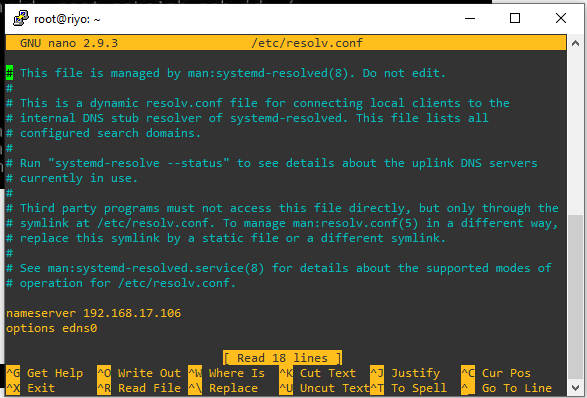 root@riyo: ~
GNU nano 2.9.3 /etc/resolv.conf
# This file is managed by man:systemd-resolved(8). Do not edit.
#
# This is a dynamic resolv.conf file for connecting local clients to the
# internal DNS stub resolver of systemd-resolved. This file lists all
# configured search domains.
#
# Run "systemd-resolve --status" to see details about the uplink DNS servers
# currently in use.
#
# Third party programs must not access this file directly, but only through the
# symlink at /etc/resolv.conf. To manage man:resolv.conf(5) in a different way,
# replace this symlink by a static file or a different symlink.
#
# See man:systemd-resolved.service(8) for details about the supported modes of
# operation for /etc/resolv.conf.
nameserver 192.168.17.106
options edns0
[ Read 18 lines ]
^G Get Help ^O Write Out ^W Where Is ^K Cut Text ^J Justify ^C Cur Pos
^X Exit ^R Read File ^\ Replace ^U Uncut Text ^T To Spell ^_ Go To Line